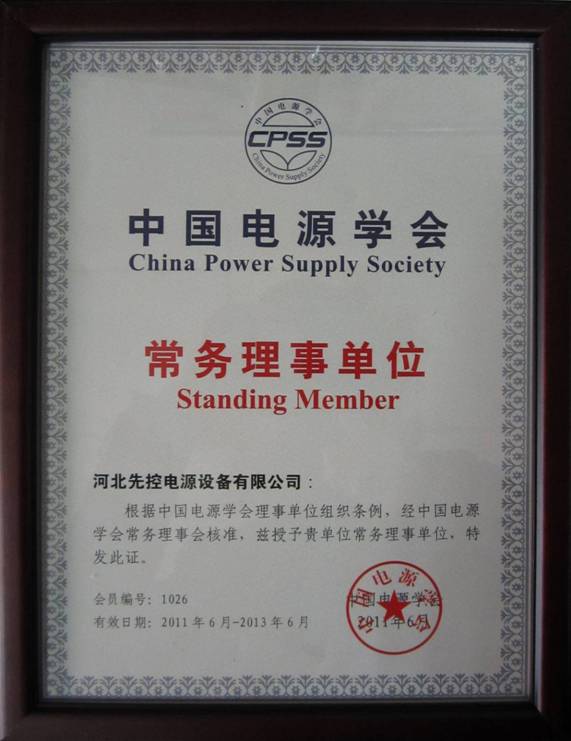 中国电源学会
CPSS
China Power Supply Society
中国电源学会
China Power Supply Society
常务理事单位
Standing Member
河北先控电源设备有限公司：
根据中国电源学会理事单位组织条例，经中国电源
学会常务理事会核准，兹授予贵单位常务理事单位，特
发此证。
会员编号：1026
有效日期：2011年6月-2013年6月
中国电源学会
2011年6月
中国电源学会